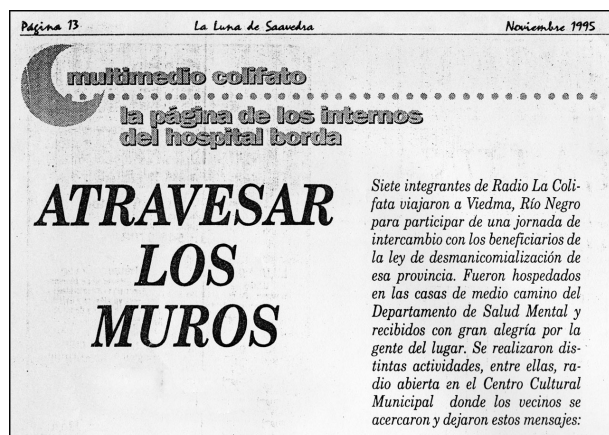 Página 13 La Luna de Saavedra Noviembre 1995
multimedio colifato
la página de los internos
del hospital borda
ATRAVESAR
LOS
MUROS
Siete integrantes de Radio La Coli-
fata viajaron a Viedma, Río Negro
para participar de una jornada de
intercambio con los beneficiarios de
la ley de desmanicomialización de
esa provincia. Fueron hospedados
en las casas de medio camino del
Departamento de Salud Mental y
recibidos con gran alegría por la
gente del lugar. Se realizaron dis-
tintas actividades, entre ellas, ra-
dio abierta en el Centro Cultural
Municipal donde los vecinos se
acercaron y dejaron estos mensajes: